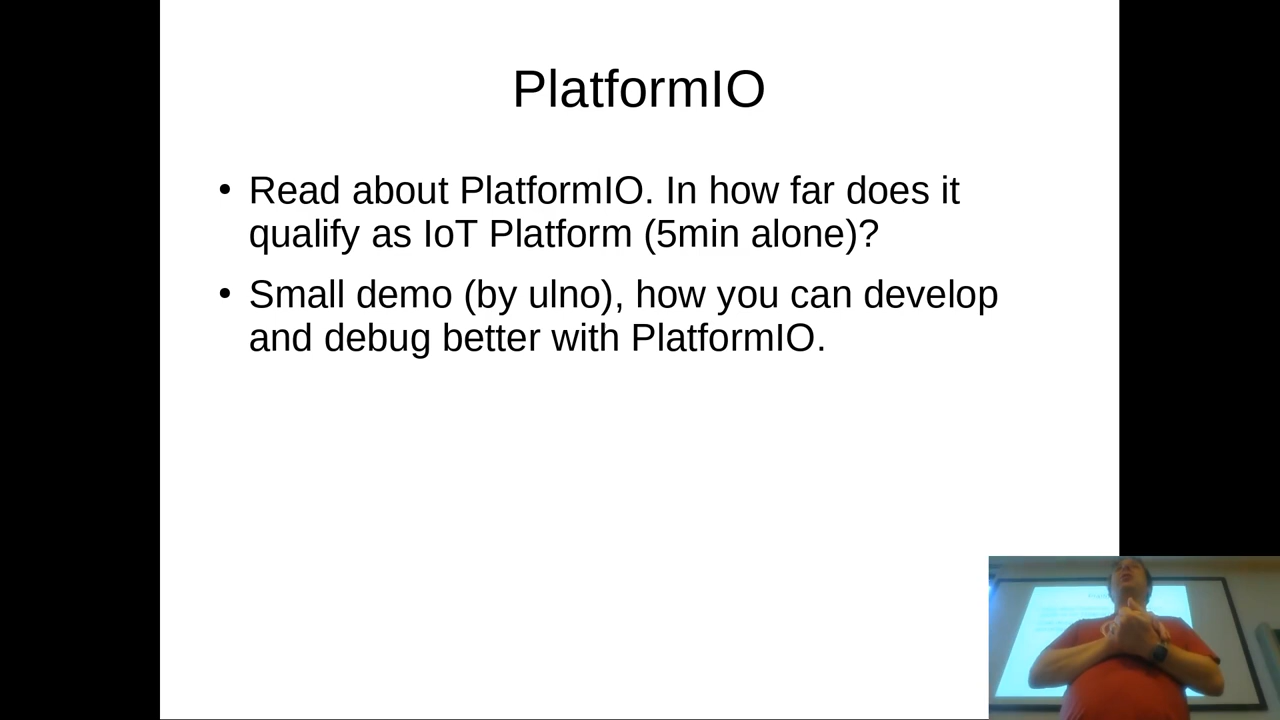 PlatformIO
• Read about PlatformIO. In how far does it
qualify as IoT Platform (5min alone)?
• Small demo (by ulno), how you can develop
and debug better with PlatformIO.